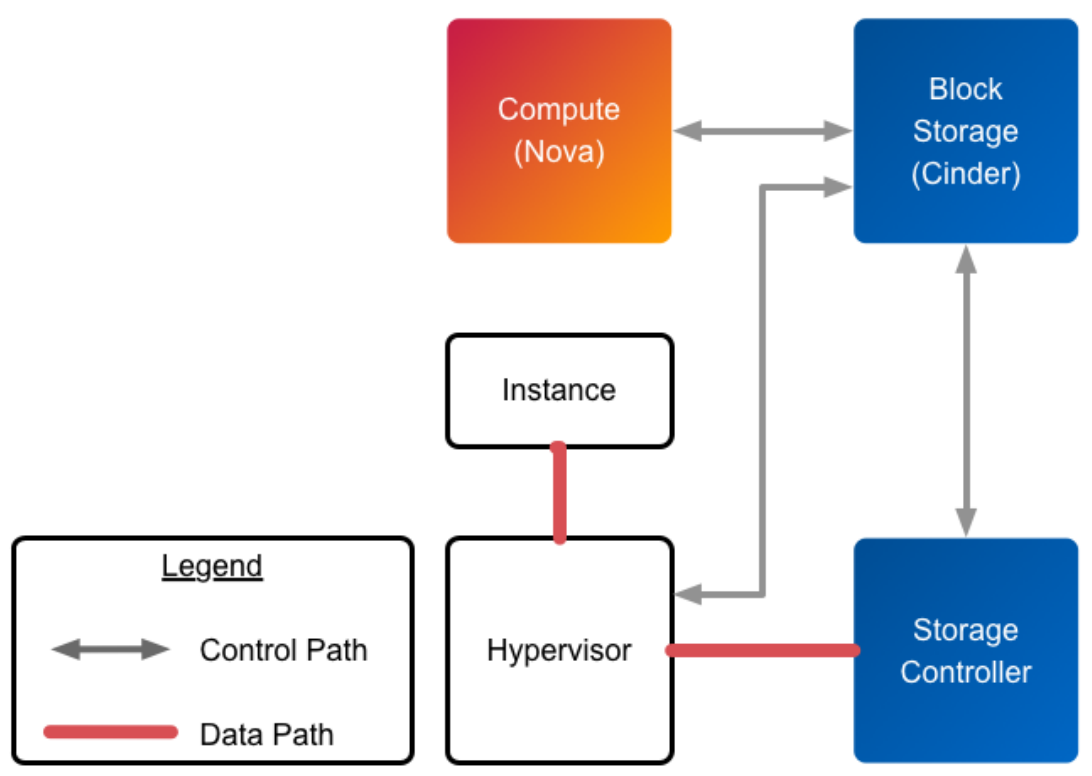 Compute
(Nova)
Block
Storage
(Cinder)
Instance
Legend
Control Path
Data Path
Hypervisor
Storage
Controller